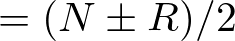 = (N ± R)/2